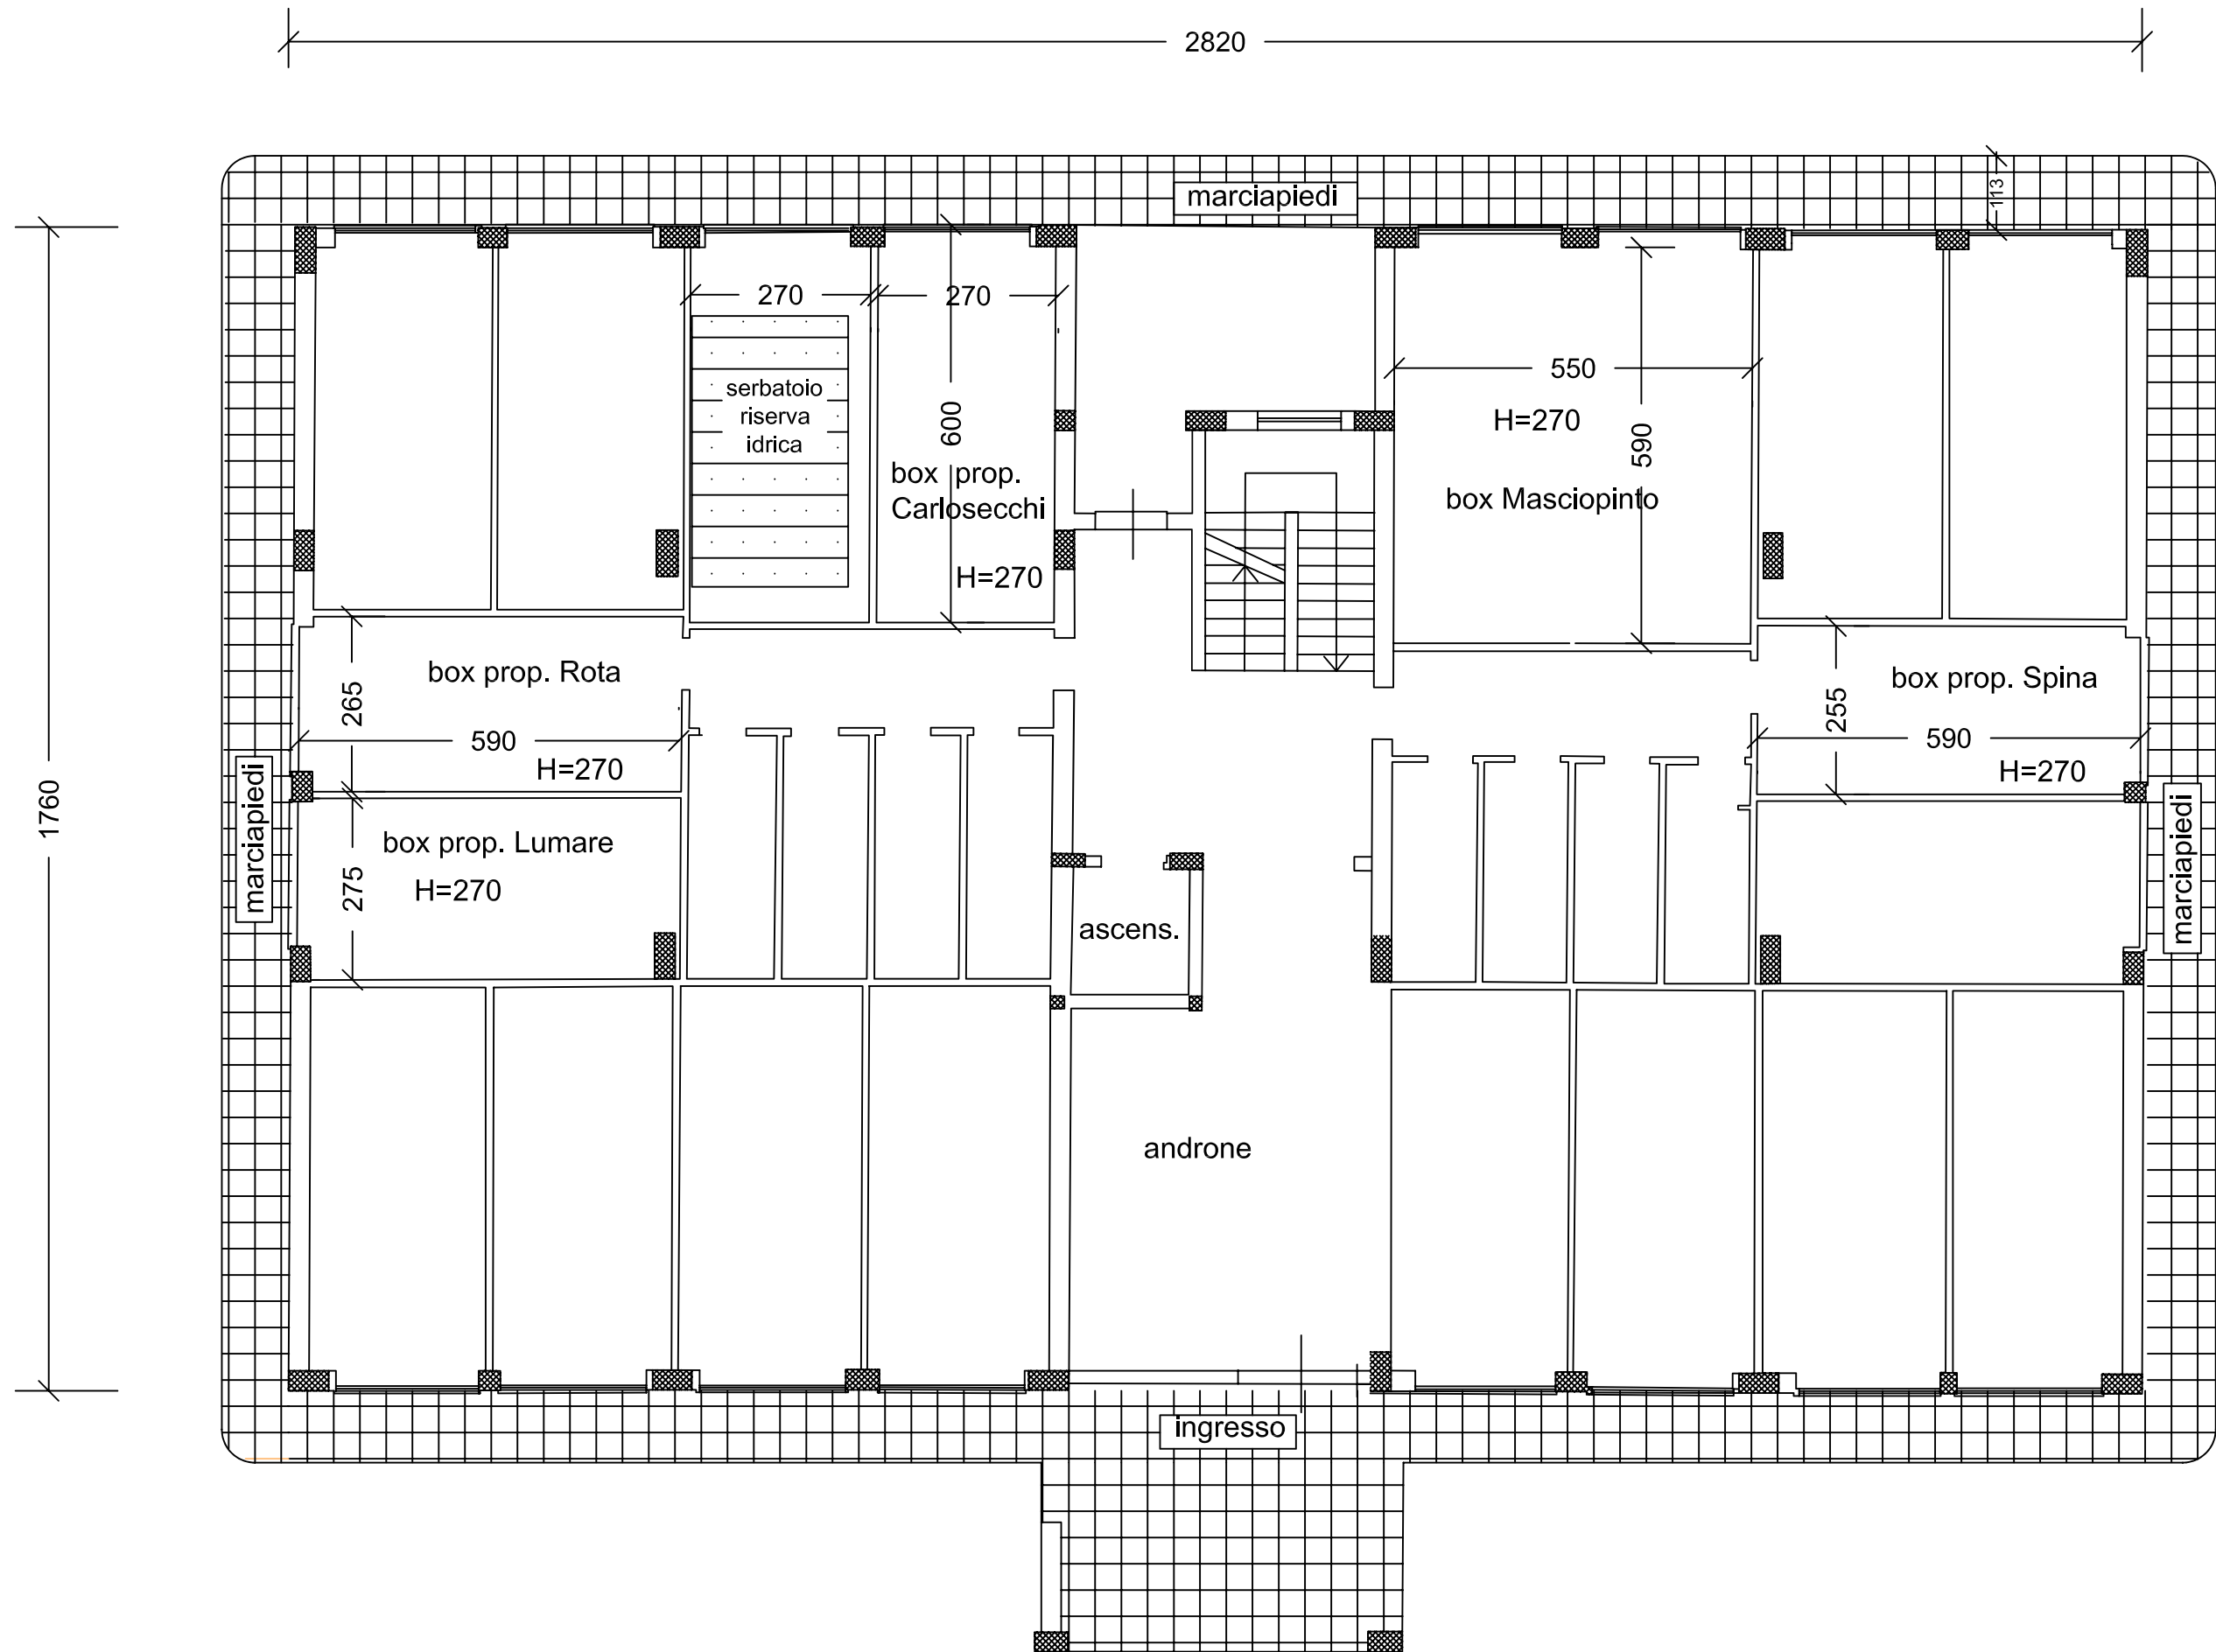 2820
marciapiedi
113
270
270
serbatoio
riserva
idrica
600
box prop.
Carlosecchi
H=270
550
H=270
590
box Masciopinto
box prop. Rota
265
590
H=270
box prop. Spina
255
590
H=270
1760
marciapiedi
box prop. Lumare
275
H=270
marciapiedi
ascens.
androne
ingresso